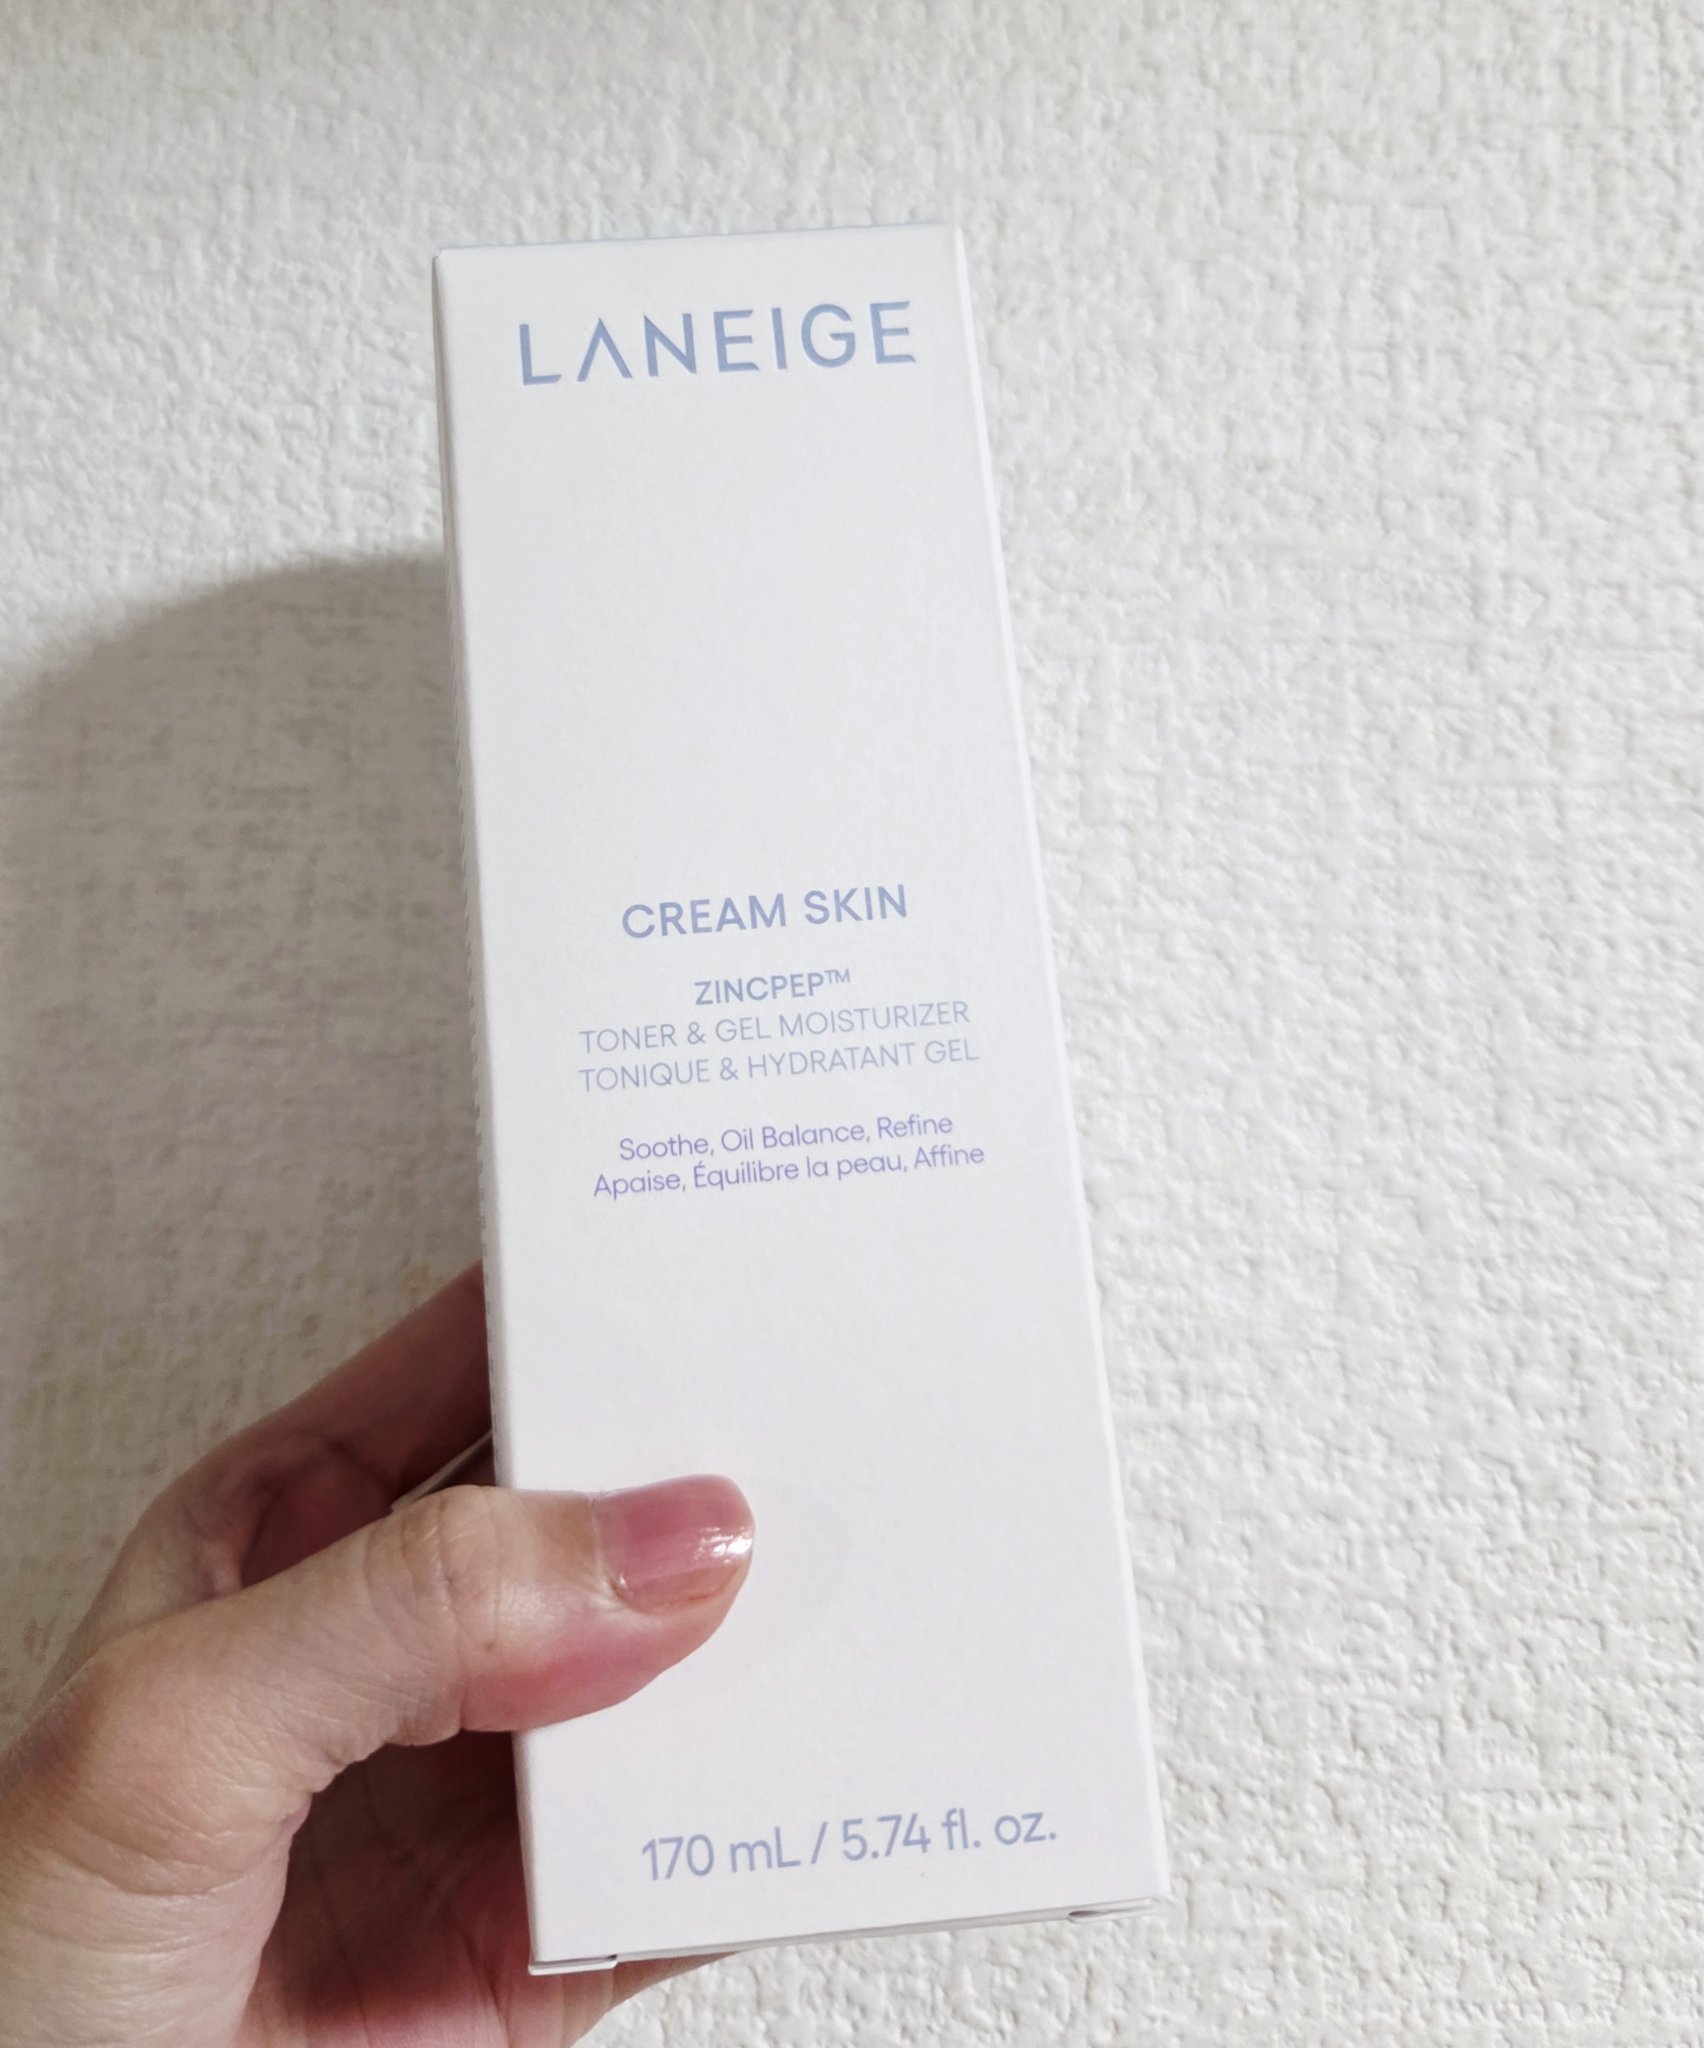 LANEIGE
CREAM SKIN
ZINCPEP™
TONER & GEL MOISTURIZER
TONIQUE & HYDRATANT GEL
Soothe, Oil Balance, Refine
Apaise, Équilibre la peau, Affine
170 mL / 5.74 fl. oz.